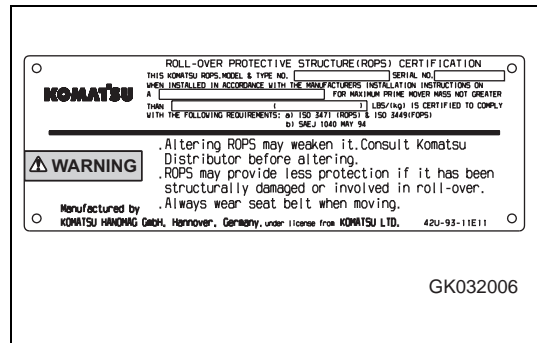 ROLL-OVER PROTECTIVE STRUCTURE(ROPS) CERTIFICATION
THIS KOMATSU ROPS.MODEL & TYPE NO. SERIAL NO.
WHEN INSTALLED IN ACCORDANCE WITH THE MANUFACTURERS INSTALLATION INSTRUCTIONS ON
KOMATSU
A FOR MAXIMUM PRIME MOVER MASS NOT GREATER
THAN ( ) LBS/(kg) IS CERTIFIED TO COMPLY
WITH THE FOLLOWING REQUIREMENTS: a) ISO 3471 (ROPS) & ISO 3449(FOPS)
b) SAEJ 1040 MAY 94
WARNING
.Altering ROPS may weaken it.Consult Komatsu
Distributor before altering.
.ROPS may provide less protection if it has been
structurally damaged or involved in roll-over.
.Always wear seat belt when moving.
Manufactured by
KOMATSU HANOMAG GmbH. Hannover. Germany. under license from KOMATSU LTD. 42U-93-11E11
GK032006